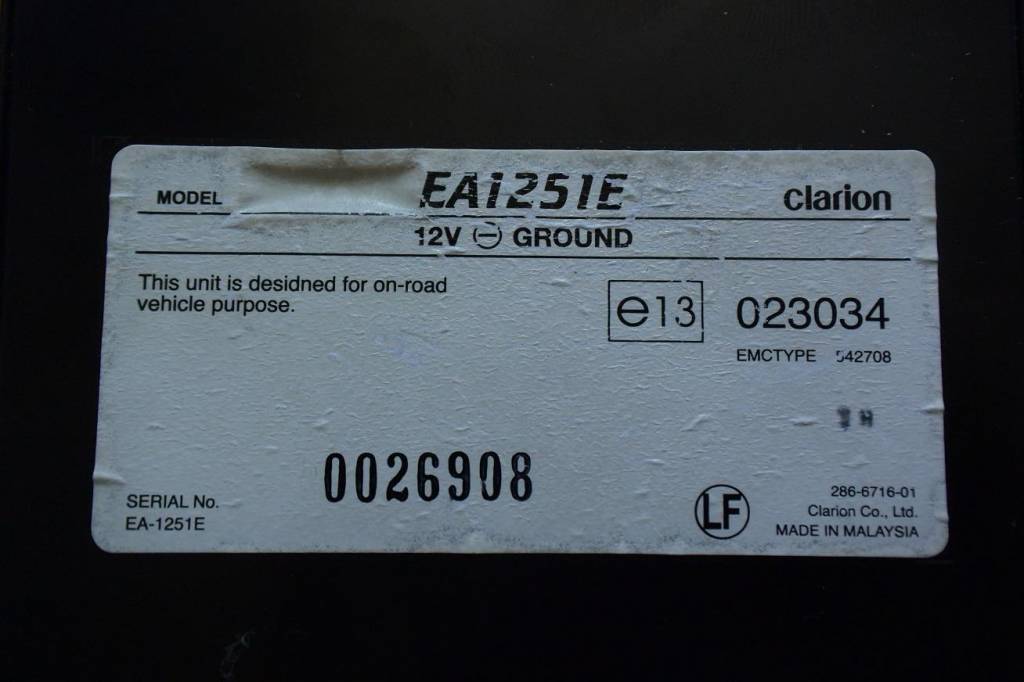 MODEL EA1251E clarion
12V ⊖ GROUND
This unit is desidned for on-road
vehicle purpose.
e13 023034
EMCTYPE 542708
H
0026908
SERIAL No.
EA-1251E
LF
286-6716-01
Clarion Co., Ltd.
MADE IN MALAYSIA